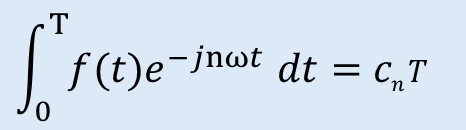 ∫₀ᵀ f(t)e^{−jnωt} dt = cₙT